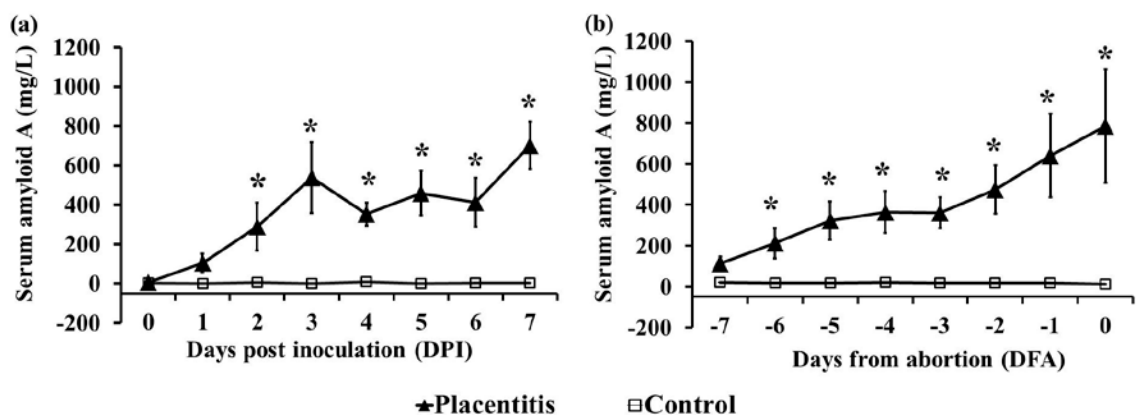 (a)
Serum amyloid A (mg/L)
1200
1000
800
600
400
200
0
-200
* * * * * *
0 1 2 3 4 5 6 7
Days post inoculation (DPI)
(b)
Serum amyloid A (mg/L)
1200
1000
800
600
400
200
0
-200
* * * * * * *
-7 -6 -5 -4 -3 -2 -1 0
Days from abortion (DFA)
Placentitis Control